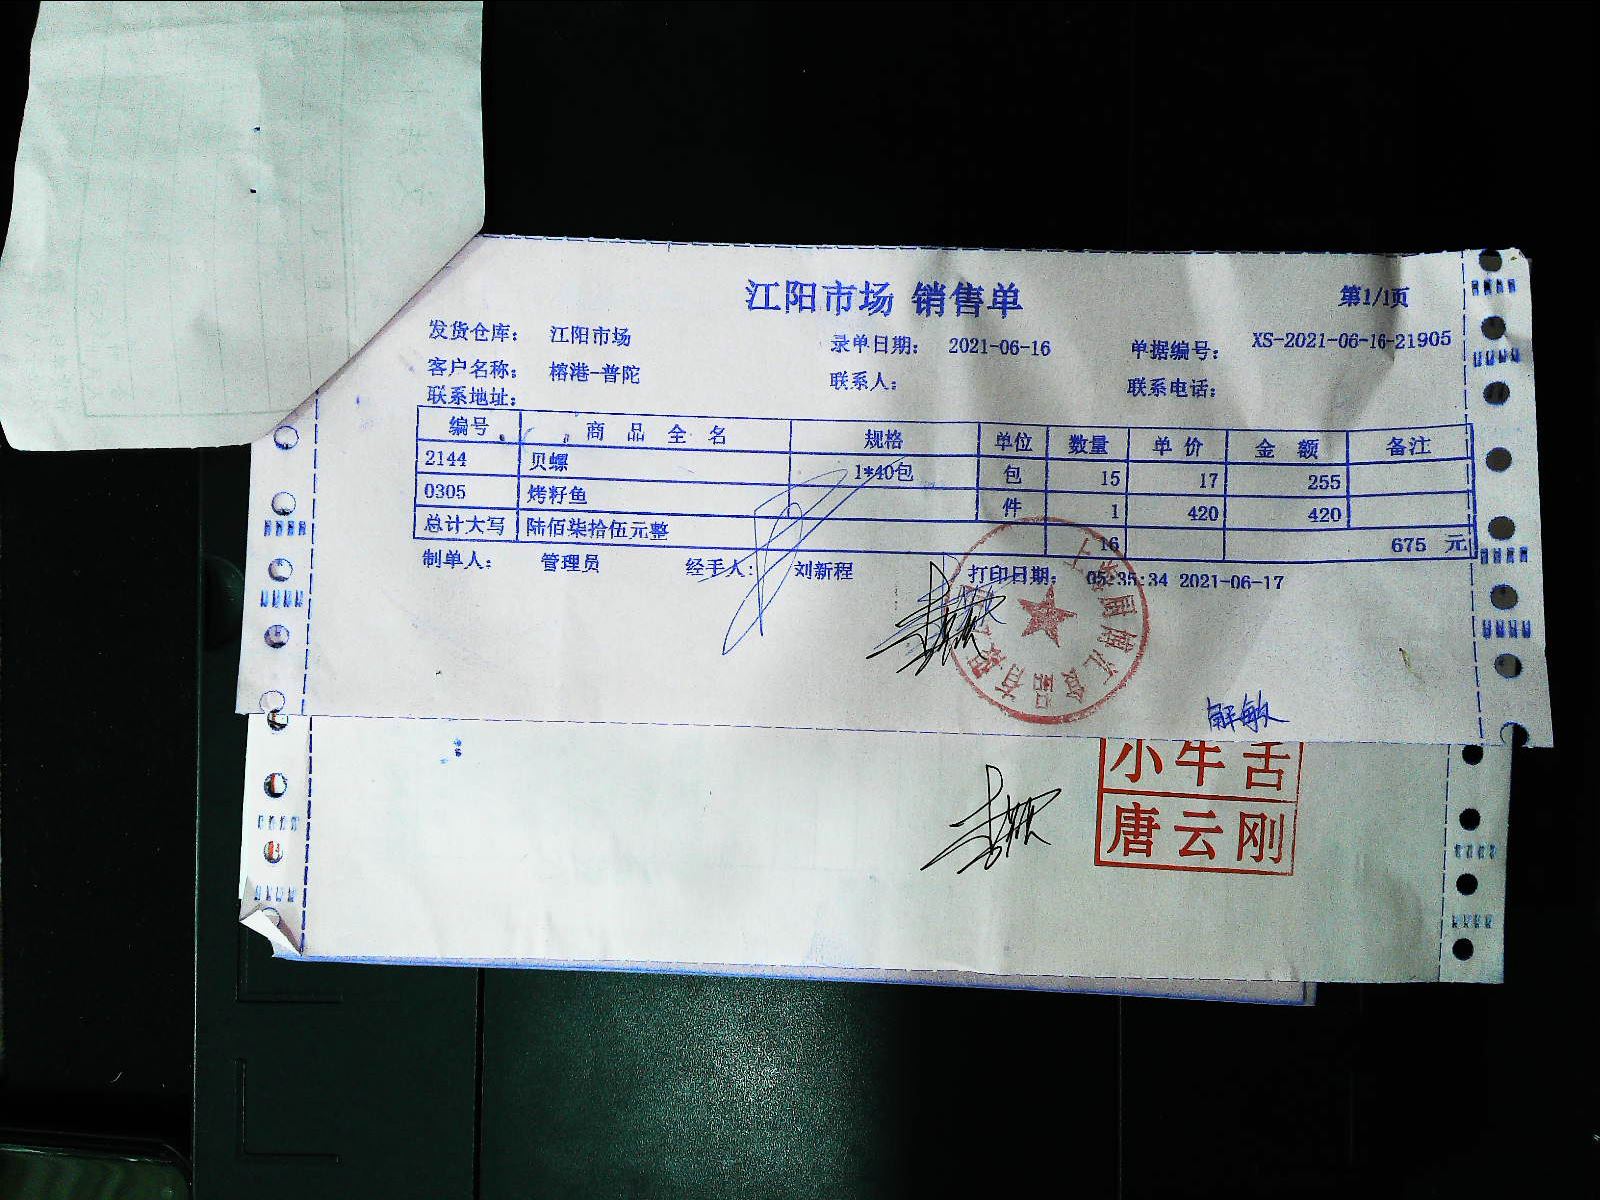 江阳市场 销售单
第1/1页
发货仓库： 江阳市场 录单日期： 2021-06-16 单据编号： XS-2021-06-16-21905
客户名称： 榕港-普陀 联系人： 联系电话：
联系地址：
编号 商品全名 规格 单位 数量 单价 金额 备注
2144 贝螺 1*40包 包 15 17 255
0305 烤籽鱼 件 1 420 420
总计大写 陆佰柒拾伍元整 16 675 元
制单人： 管理员 经手人： 刘新程 打印日期： 05:35:34 2021-06-17
解敏
小牛舌
唐云刚